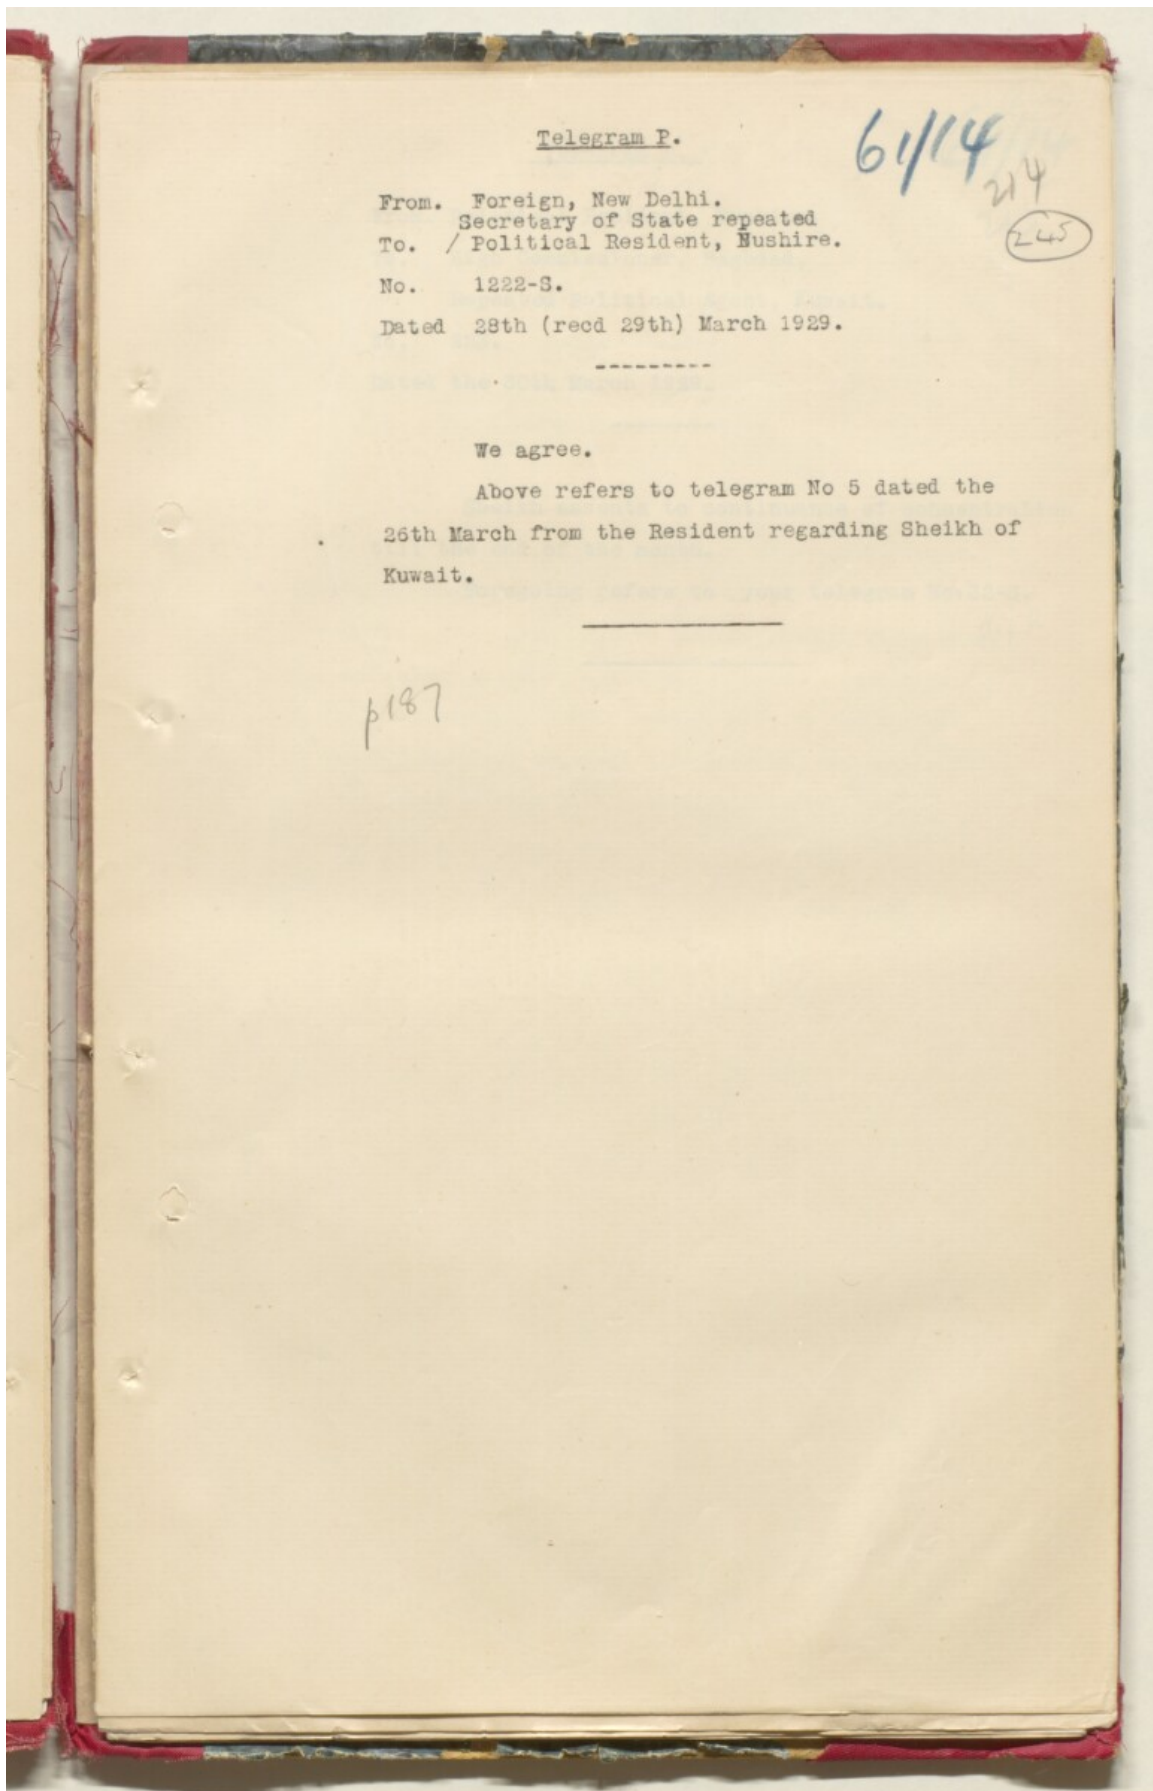 Telegram P.
61/14
214
245
From. Foreign, New Delhi.
Secretary of State repeated
To. / Political Resident, Bushire.
No. 1222-S.
Dated 28th (recd 29th) March 1929.
----------
We agree.
Above refers to telegram No 5 dated the
26th March from the Resident regarding Sheikh of
Kuwait.
p187